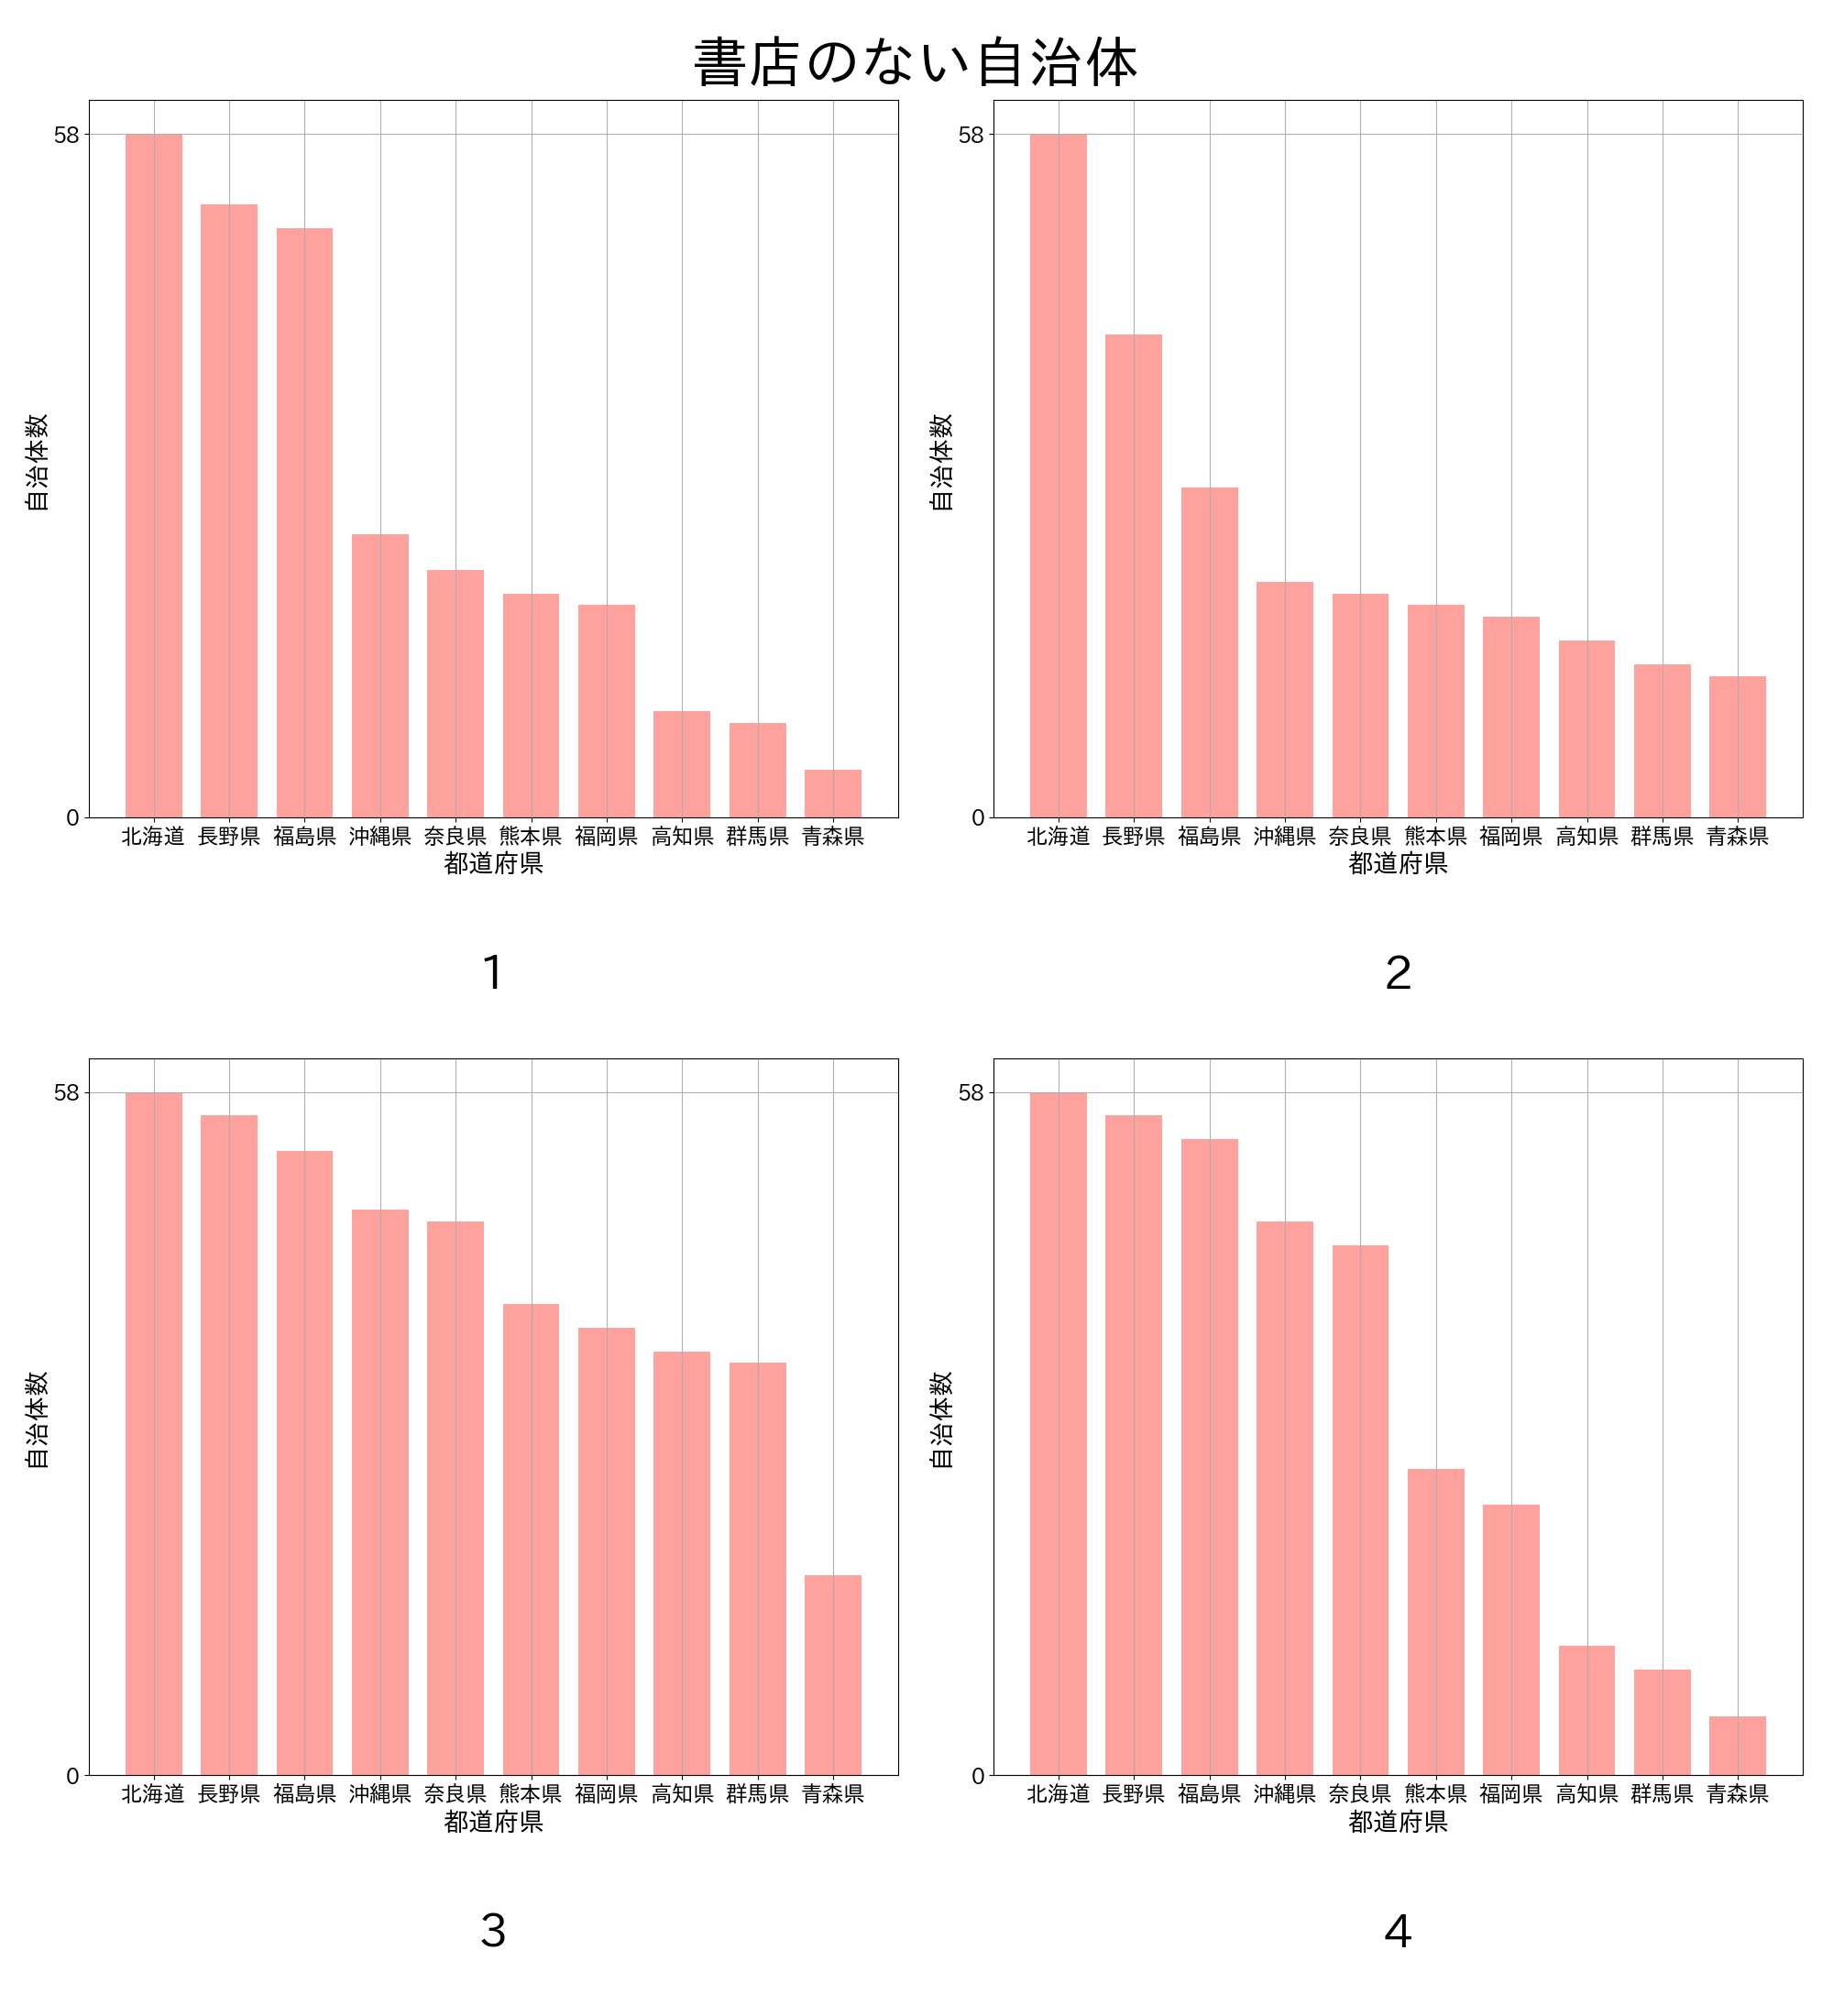 書店のない自治体
58
0
自治体数
北海道 長野県 福島県 沖縄県 奈良県 熊本県 福岡県 高知県 群馬県 青森県
都道府県
1
58
0
自治体数
北海道 長野県 福島県 沖縄県 奈良県 熊本県 福岡県 高知県 群馬県 青森県
都道府県
2
58
0
自治体数
北海道 長野県 福島県 沖縄県 奈良県 熊本県 福岡県 高知県 群馬県 青森県
都道府県
3
58
0
自治体数
北海道 長野県 福島県 沖縄県 奈良県 熊本県 福岡県 高知県 群馬県 青森県
都道府県
4